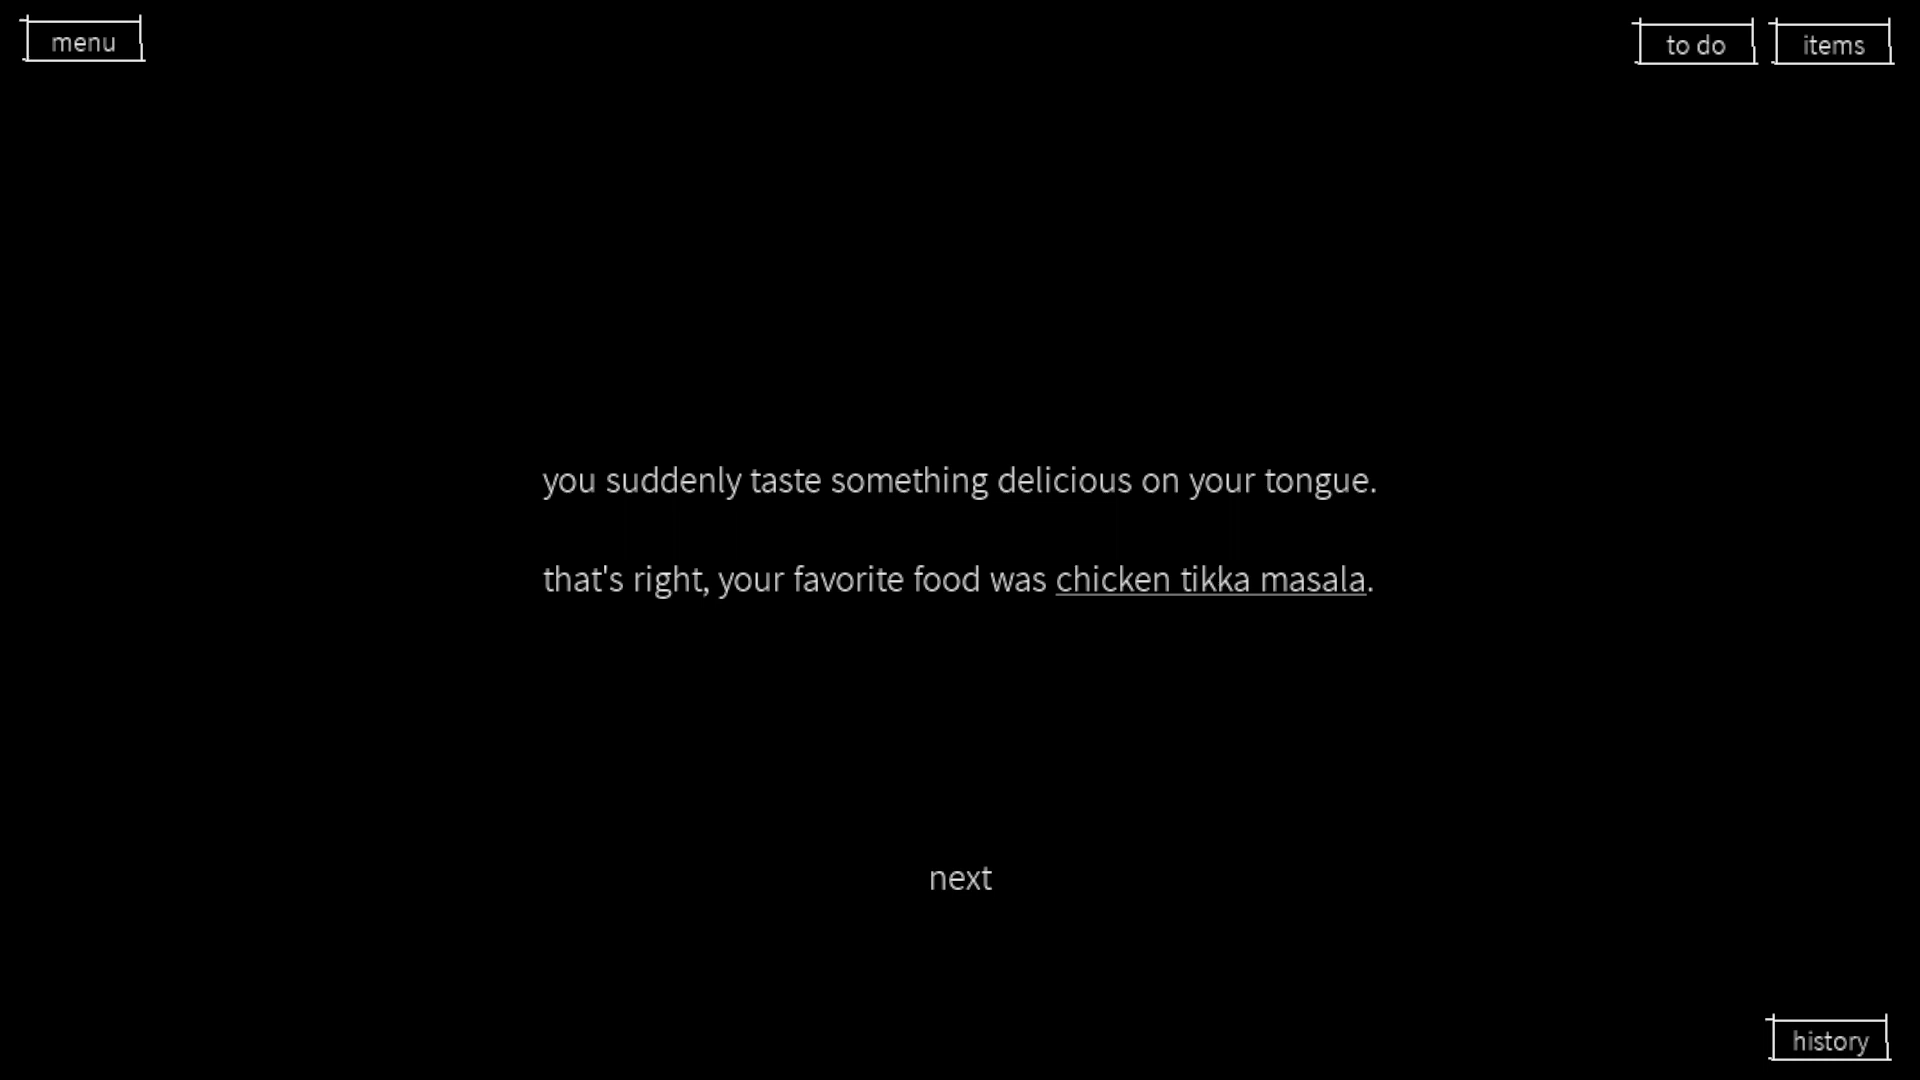 menu
to do
items
you suddenly taste something delicious on your tongue.
that's right, your favorite food was chicken tikka masala.
next
history